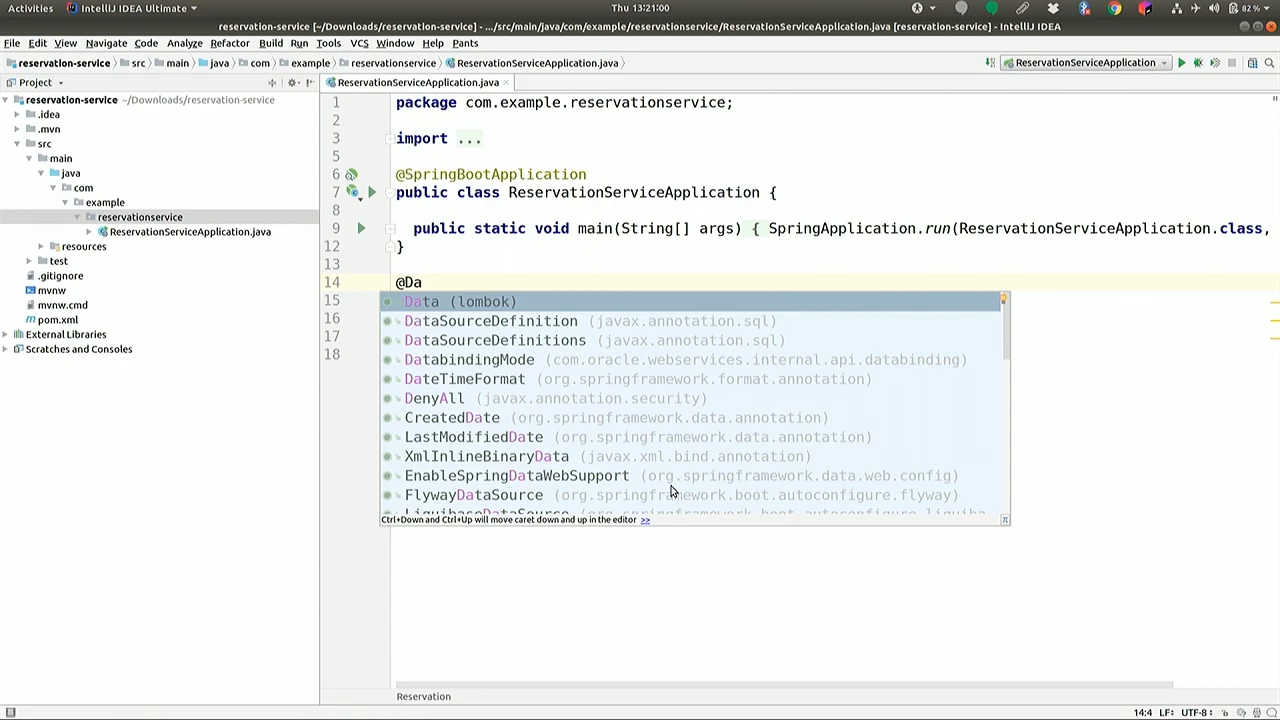 Activities IntelliJ IDEA Ultimate Thu 13:21:00 82 %
reservation-service [~/Downloads/reservation-service] - .../src/main/java/com/example/reservationservice/ReservationServiceApplication.java [reservation-service] - IntelliJ IDEA
File Edit View Navigate Code Analyze Refactor Build Run Tools VCS Window Help Pants
reservation-service src main java com example reservationservice ReservationServiceApplication.java ReservationServiceApplication
Project
ReservationServiceApplication.java
reservation-service ~/Downloads/reservation-service
.idea
.mvn
src
main
java
com
example
reservationservice
ReservationServiceApplication.java
resources
test
.gitignore
mvnw
mvnw.cmd
pom.xml
External Libraries
Scratches and Consoles
1 package com.example.reservationservice;
2
3 import ...
5
6 @SpringBootApplication
7 public class ReservationServiceApplication {
8
9 public static void main(String[] args) { SpringApplication.run(ReservationServiceApplication.class,
12 }
13
14 @Da
15
16
17
18
Data (lombok)
DataSourceDefinition (javax.annotation.sql)
DataSourceDefinitions (javax.annotation.sql)
DatabindingMode (com.oracle.webservices.internal.api.databinding)
DateTimeFormat (org.springframework.format.annotation)
DenyAll (javax.annotation.security)
CreatedDate (org.springframework.data.annotation)
LastModifiedDate (org.springframework.data.annotation)
XmlInlineBinaryData (javax.xml.bind.annotation)
EnableSpringDataWebSupport (org.springframework.data.web.config)
FlywayDataSource (org.springframework.boot.autoconfigure.flyway)
LiquibaseDataSource (org.springframework.boot.autoconfigure.liquiba
Ctrl+Down and Ctrl+Up will move caret down and up in the editor >> π
Reservation
14:4 LF: UTF-8: